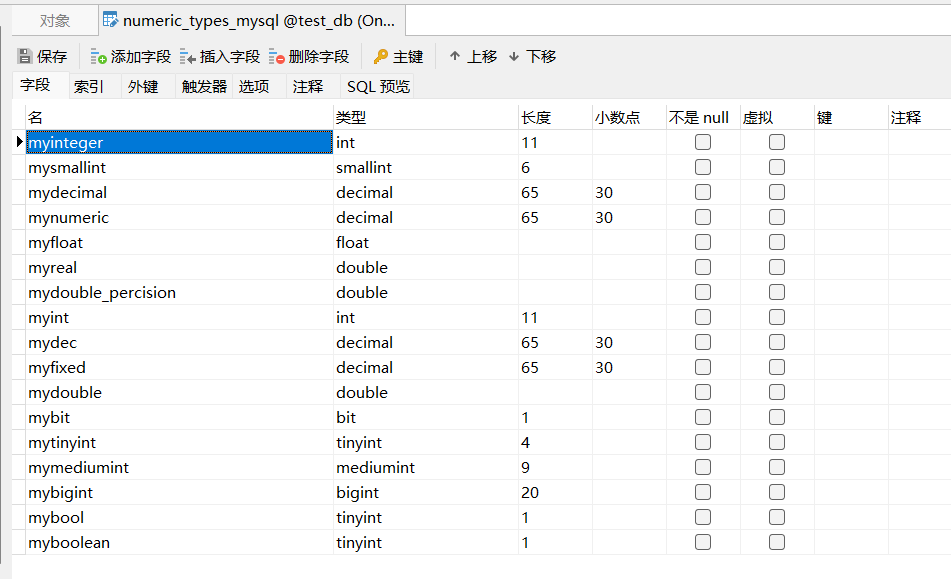 对象 numeric_types_mysql @test_db (On...
保存 添加字段 插入字段 删除字段 主键 上移 下移
字段 索引 外键 触发器 选项 注释 SQL 预览
名 类型 长度 小数点 不是 null 虚拟 键 注释
myinteger int 11
mysmallint smallint 6
mydecimal decimal 65 30
mynumeric decimal 65 30
myfloat float
myreal double
mydouble_percision double
myint int 11
mydec decimal 65 30
myfixed decimal 65 30
mydouble double
mybit bit 1
mytinyint tinyint 4
mymediumint mediumint 9
mybigint bigint 20
mybool tinyint 1
myboolean tinyint 1